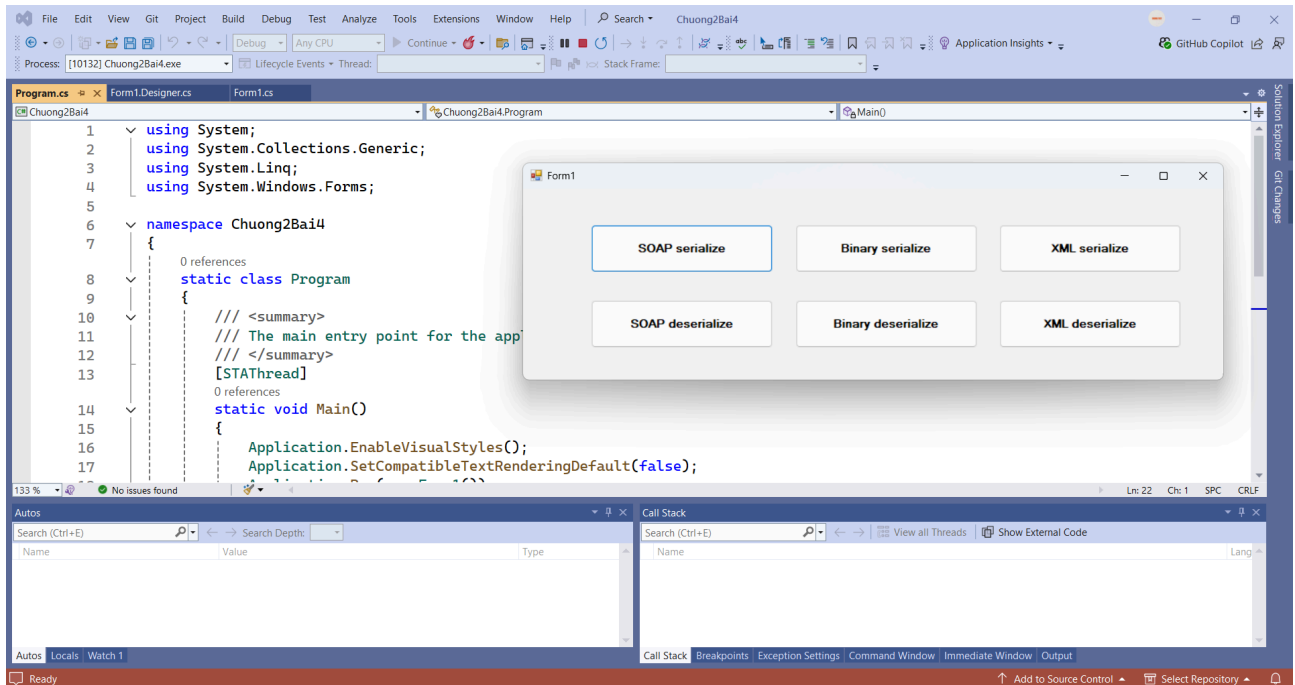 File Edit View Git Project Build Debug Test Analyze Tools Extensions Window Help Search Chuong2Bai4
Debug Any CPU Continue Application Insights GitHub Copilot
Process: [10132] Chuong2Bai4.exe Lifecycle Events Thread: Stack Frame:
Program.cs Form1.Designer.cs Form1.cs
Chuong2Bai4 Chuong2Bai4.Program Main()
1 using System;
2 using System.Collections.Generic;
3 using System.Linq;
4 using System.Windows.Forms;
5
6 namespace Chuong2Bai4
7 {
0 references
8 static class Program
9 {
10 /// <summary>
11 /// The main entry point for the app
12 /// </summary>
13 [STAThread]
0 references
14 static void Main()
15 {
16 Application.EnableVisualStyles();
17 Application.SetCompatibleTextRenderingDefault(false);
Form1
SOAP serialize Binary serialize XML serialize
SOAP deserialize Binary deserialize XML deserialize
133 % No issues found Ln: 22 Ch: 1 SPC CRLF
Solution Explorer
Git Changes
Autos
Search (Ctrl+E) Search Depth:
Name Value Type
Autos Locals Watch 1
Call Stack
Search (Ctrl+E) View all Threads Show External Code
Name Lang
Call Stack Breakpoints Exception Settings Command Window Immediate Window Output
Ready Add to Source Control Select Repository